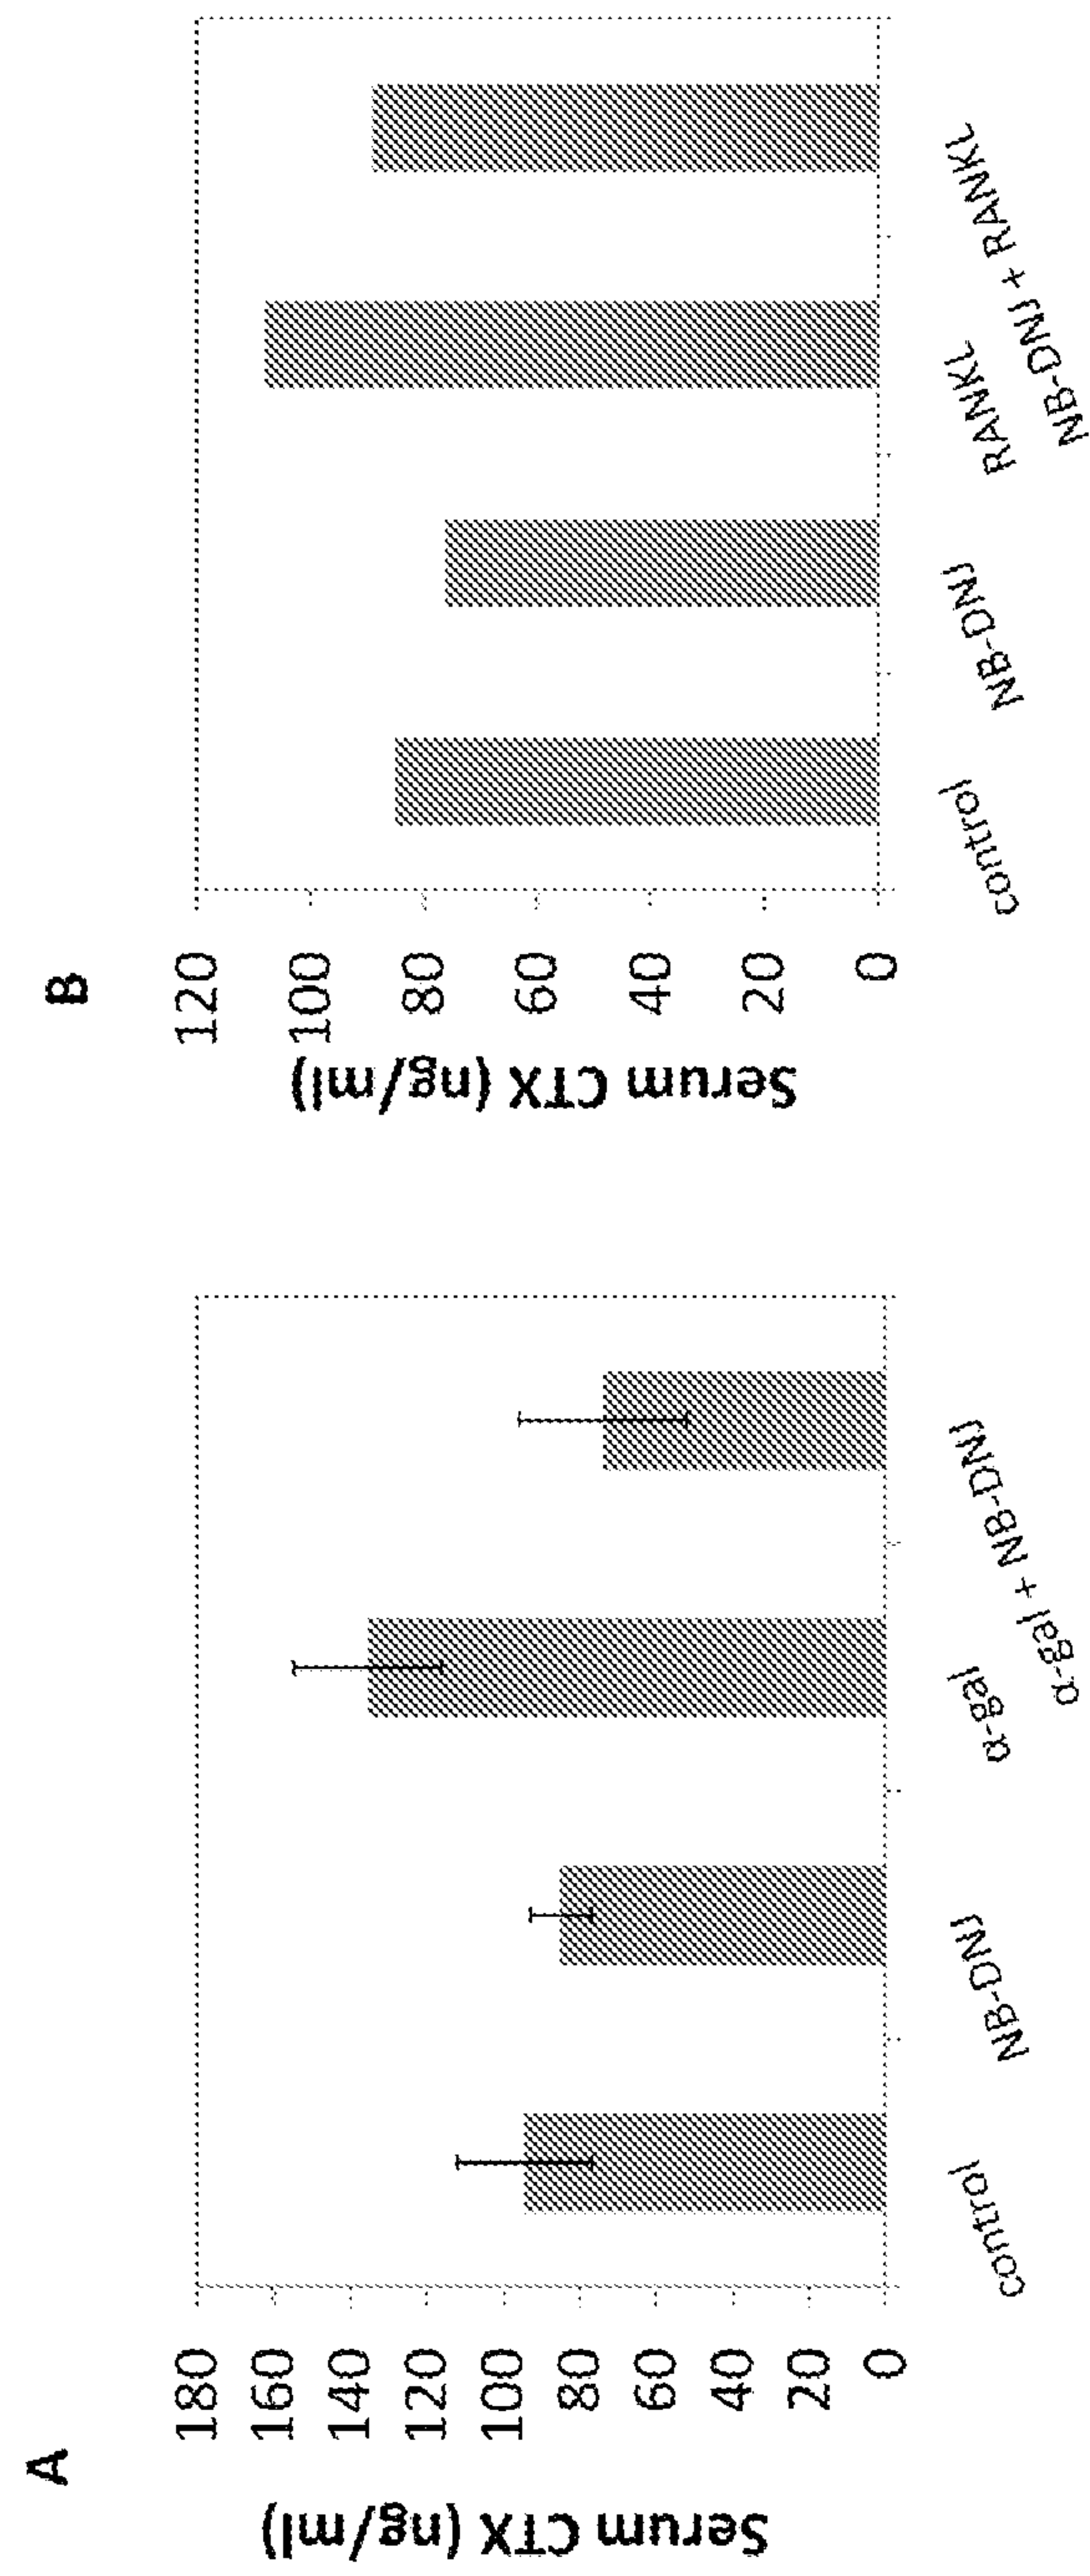 A
Serum CTX (ng/ml)
180
160
140
120
100
80
60
40
20
0
control
NB-DNJ
α-gal
α-gal + NB-DNJ
B
Serum CTX (ng/ml)
120
100
80
60
40
20
0
control
NB-DNJ
RANKL
NB-DNJ + RANKL